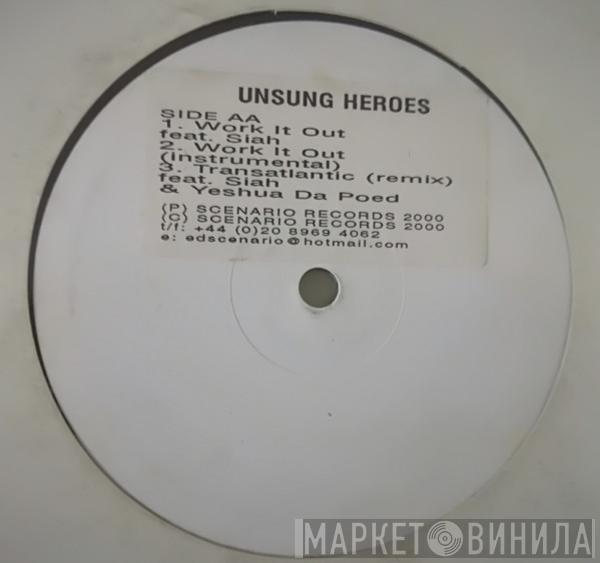 UNSUNG HEROES
SIDE AA
1. Work It Out
feat. Siah
2. Work It Out
(instrumental)
3. Transatlantic (remix)
feat. Siah
& Yeshua Da Poed
(P) SCENARIO RECORDS 2000
(C) SCENARIO RECORDS 2000
t/f: +44 (0)20 8969 4062
e: edscenario@hotmail.com
МАРКЕТ ВИНИЛА